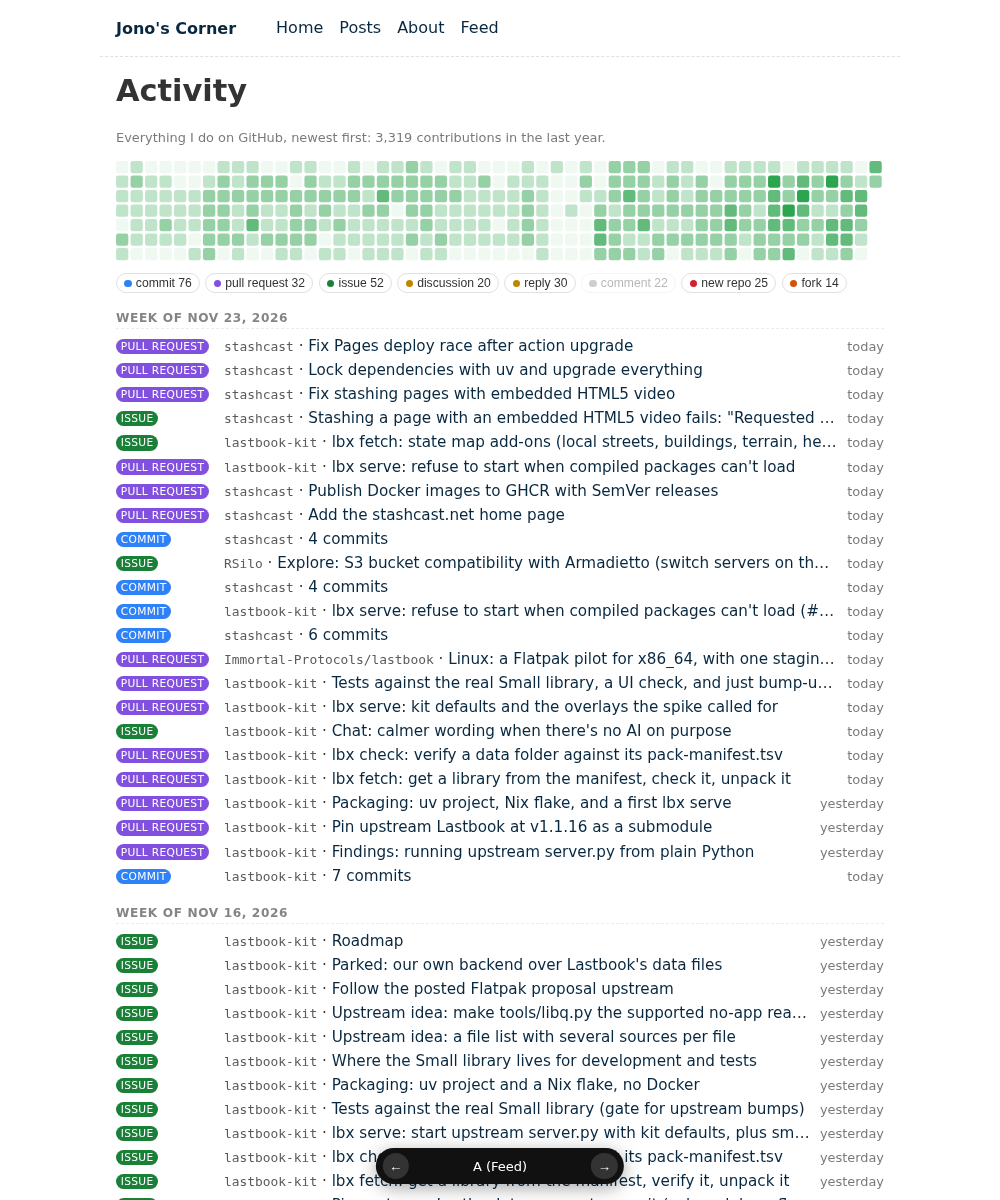 Jono's Corner Home Posts About Feed
Activity
Everything I do on GitHub, newest first: 3,319 contributions in the last year.
commit 76 pull request 32 issue 52 discussion 20 reply 30 comment 22 new repo 25 fork 14
WEEK OF NOV 23, 2026
PULL REQUEST stashcast · Fix Pages deploy race after action upgrade today
PULL REQUEST stashcast · Lock dependencies with uv and upgrade everything today
PULL REQUEST stashcast · Fix stashing pages with embedded HTML5 video today
ISSUE stashcast · Stashing a page with an embedded HTML5 video fails: "Requested ... today
ISSUE lastbook-kit · lbx fetch: state map add-ons (local streets, buildings, terrain, he... today
PULL REQUEST lastbook-kit · lbx serve: refuse to start when compiled packages can't load today
PULL REQUEST stashcast · Publish Docker images to GHCR with SemVer releases today
PULL REQUEST stashcast · Add the stashcast.net home page today
COMMIT stashcast · 4 commits today
ISSUE RSilo · Explore: S3 bucket compatibility with Armadietto (switch servers on th... today
COMMIT stashcast · 4 commits today
COMMIT lastbook-kit · lbx serve: refuse to start when compiled packages can't load (#... today
COMMIT stashcast · 6 commits today
PULL REQUEST Immortal-Protocols/lastbook · Linux: a Flatpak pilot for x86_64, with one stagin... today
PULL REQUEST lastbook-kit · Tests against the real Small library, a UI check, and just bump-u... today
PULL REQUEST lastbook-kit · lbx serve: kit defaults and the overlays the spike called for today
ISSUE lastbook-kit · Chat: calmer wording when there's no AI on purpose today
PULL REQUEST lastbook-kit · lbx check: verify a data folder against its pack-manifest.tsv today
PULL REQUEST lastbook-kit · lbx fetch: get a library from the manifest, check it, unpack it today
PULL REQUEST lastbook-kit · Packaging: uv project, Nix flake, and a first lbx serve yesterday
PULL REQUEST lastbook-kit · Pin upstream Lastbook at v1.1.16 as a submodule yesterday
PULL REQUEST lastbook-kit · Findings: running upstream server.py from plain Python yesterday
COMMIT lastbook-kit · 7 commits today
WEEK OF NOV 16, 2026
ISSUE lastbook-kit · Roadmap yesterday
ISSUE lastbook-kit · Parked: our own backend over Lastbook's data files yesterday
ISSUE lastbook-kit · Follow the posted Flatpak proposal upstream yesterday
ISSUE lastbook-kit · Upstream idea: make tools/libq.py the supported no-app rea... yesterday
ISSUE lastbook-kit · Upstream idea: a file list with several sources per file yesterday
ISSUE lastbook-kit · Where the Small library lives for development and tests yesterday
ISSUE lastbook-kit · Packaging: uv project and a Nix flake, no Docker yesterday
ISSUE lastbook-kit · Tests against the real Small library (gate for upstream bumps) yesterday
ISSUE lastbook-kit · lbx serve: start upstream server.py with kit defaults, plus sm... yesterday
ISSUE lastbook-kit · lbx its pack-manifest.tsv yesterday
ISSUE lastbook-kit · lbx fetch: get a library from the manifest, verify it, unpack it yesterday
← A (Feed) →